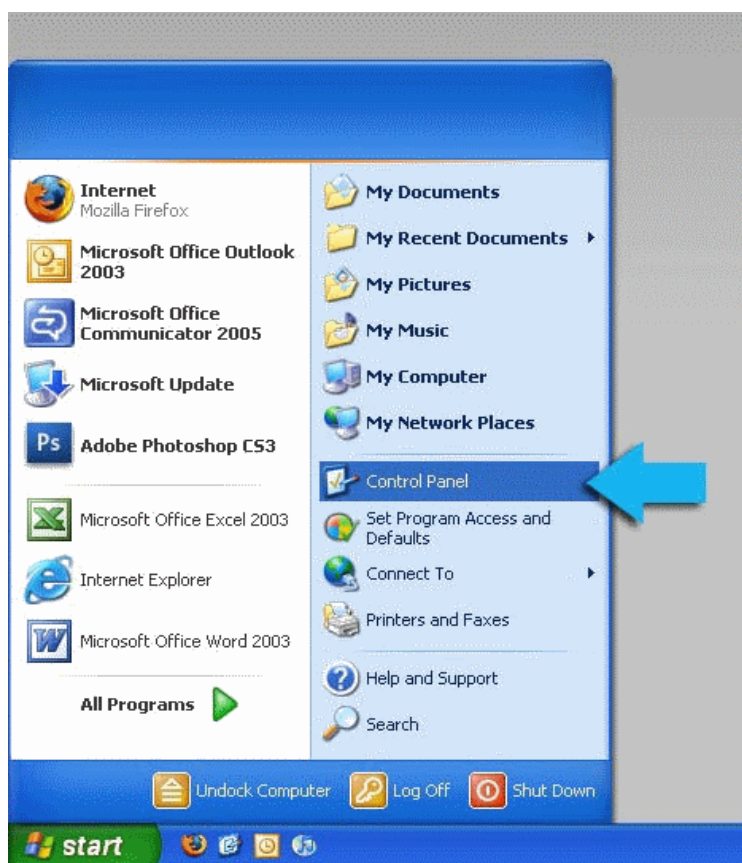 Internet
Mozilla Firefox
Microsoft Office Outlook
2003
Microsoft Office
Communicator 2005
Microsoft Update
Ps
Adobe Photoshop CS3
Microsoft Office Excel 2003
Internet Explorer
Microsoft Office Word 2003
All Programs
My Documents
My Recent Documents
My Pictures
My Music
My Computer
My Network Places
Control Panel
Set Program Access and
Defaults
Connect To
Printers and Faxes
Help and Support
Search
Undock Computer
Log Off
Shut Down
start